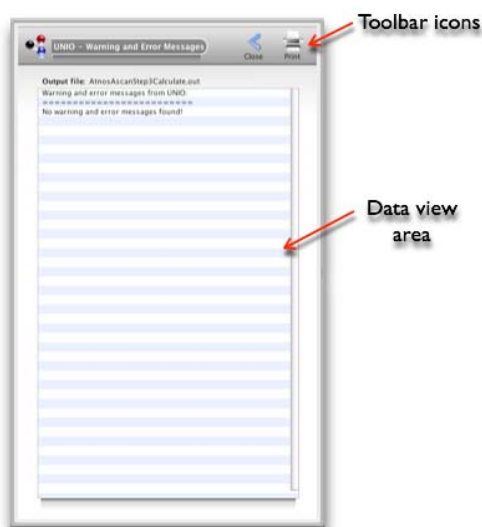 Toolbar icons
UNIO - Warning and Error Messages
Close
Print
Output file: AtnosAscanStep3Calculate.out
Warning and error messages from UNIO:
==========================
No warning and error messages found!
Data view
area